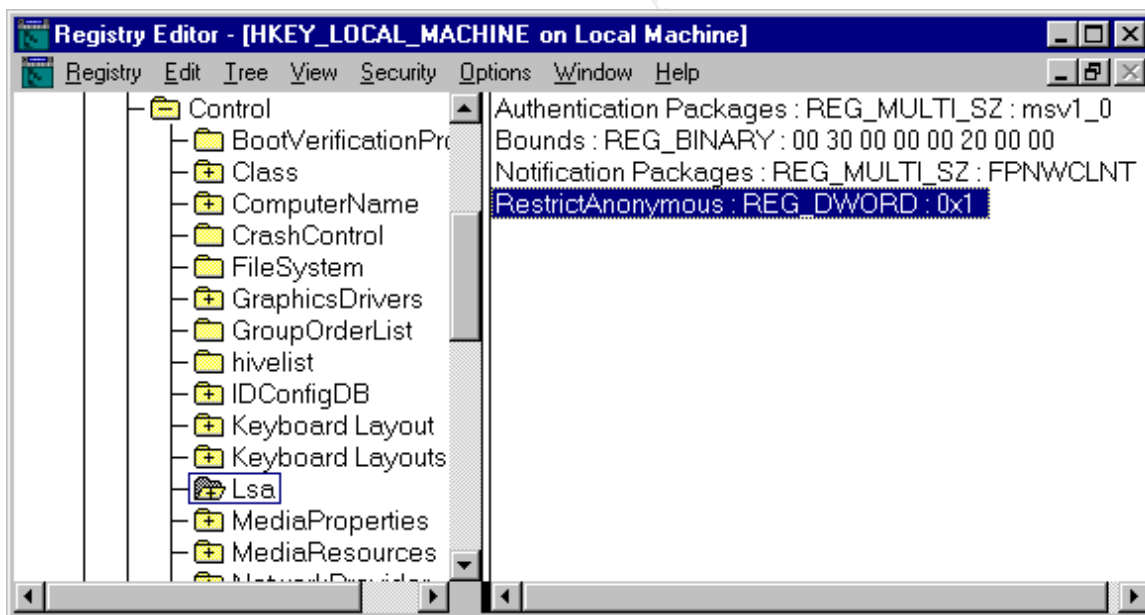 Registry Editor - [HKEY_LOCAL_MACHINE on Local Machine]
Registry Edit Tree View Security Options Window Help
Control
BootVerificationPro
Class
ComputerName
CrashControl
FileSystem
GraphicsDrivers
GroupOrderList
hivelist
IDConfigDB
Keyboard Layout
Keyboard Layouts
Lsa
MediaProperties
MediaResources
Authentication Packages : REG_MULTI_SZ : msv1_0
Bounds : REG_BINARY : 00 30 00 00 00 20 00 00
Notification Packages : REG_MULTI_SZ : FPNWCLNT
RestrictAnonymous : REG_DWORD : 0x1